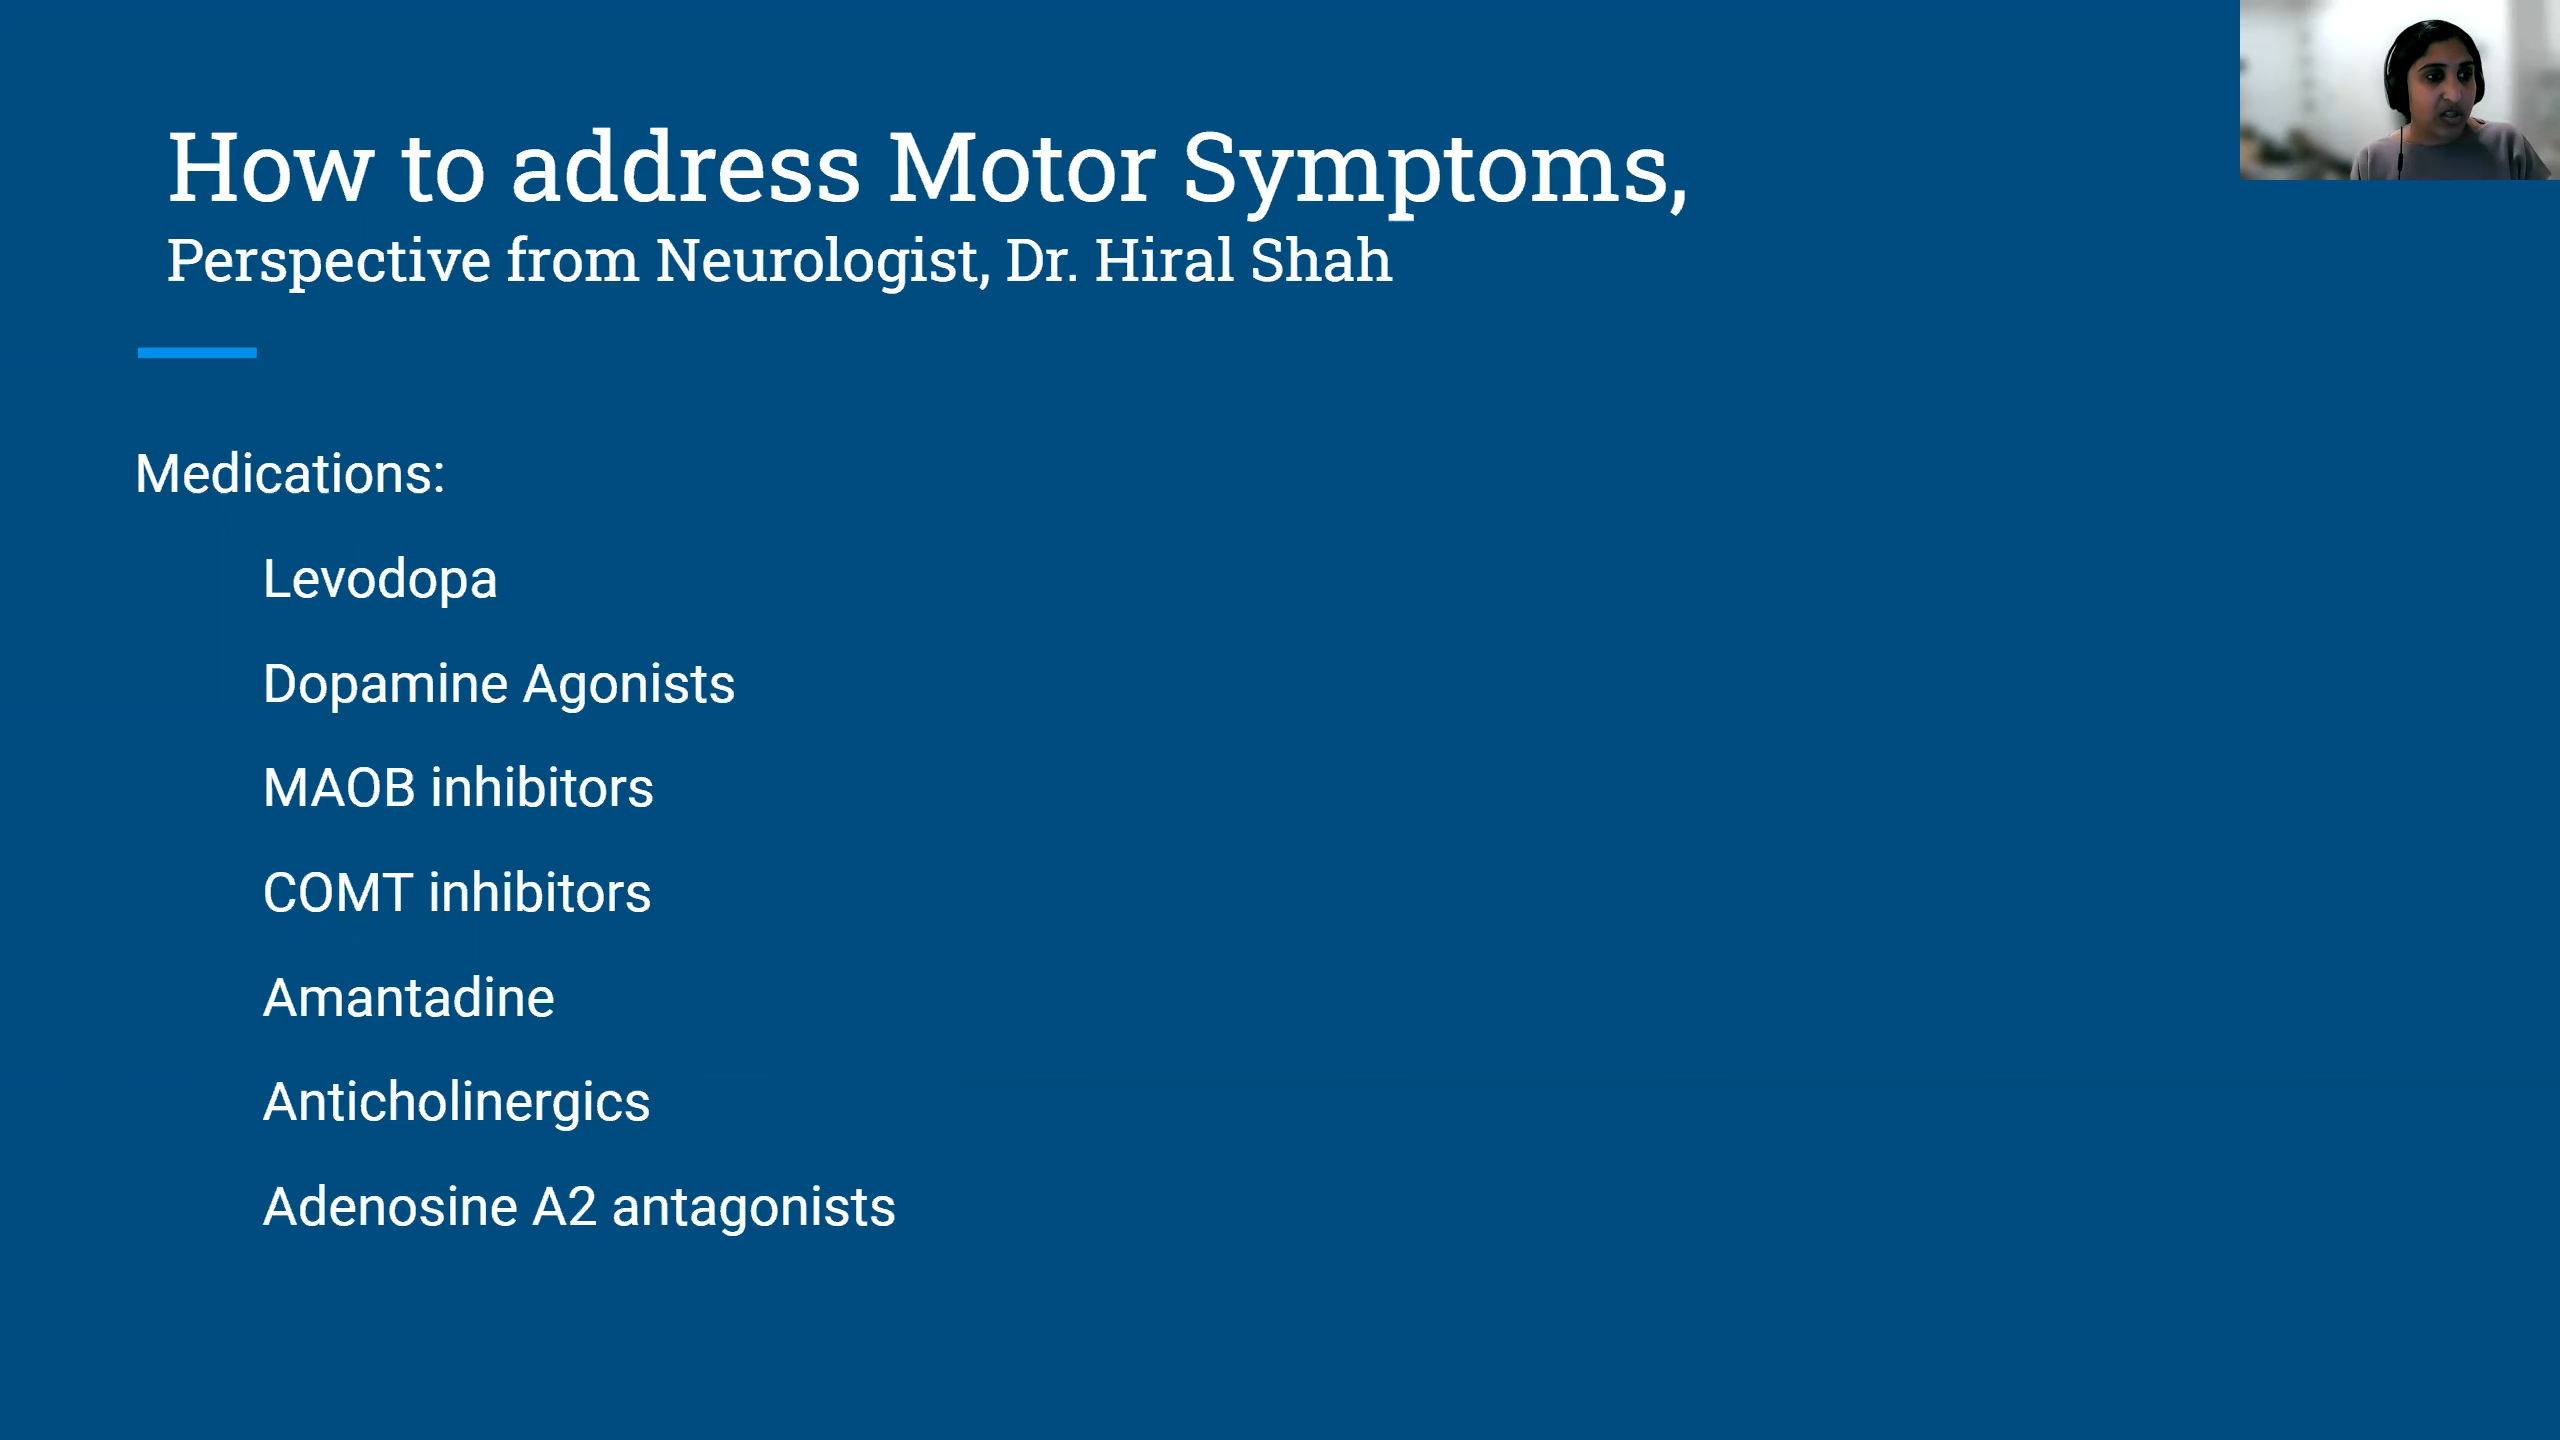 How to address Motor Symptoms,
Perspective from Neurologist, Dr. Hiral Shah
Medications:
Levodopa
Dopamine Agonists
MAOB inhibitors
COMT inhibitors
Amantadine
Anticholinergics
Adenosine A2 antagonists